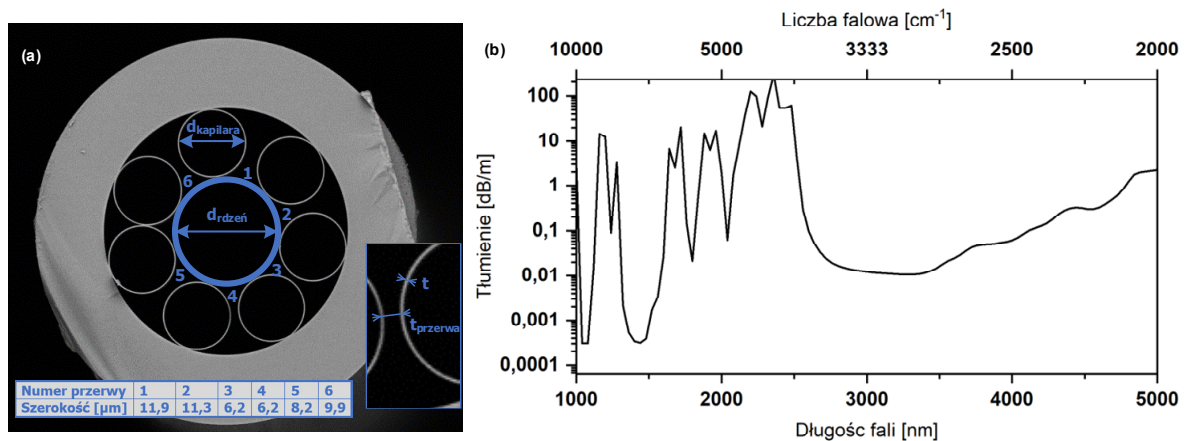 (a)
d kapilara
1
6
2
d rdzeń
5
3
4
t
t przerwa
Numer przerwy 1 2 3 4 5 6
Szerokość [µm] 11,9 11,3 6,2 6,2 8,2 9,9
(b)
Liczba falowa [cm⁻¹]
10000 5000 3333 2500 2000
Tłumienie [dB/m]
100
10
1
0,1
0,01
0,001
0,0001
1000 2000 3000 4000 5000
Długośc fali [nm]